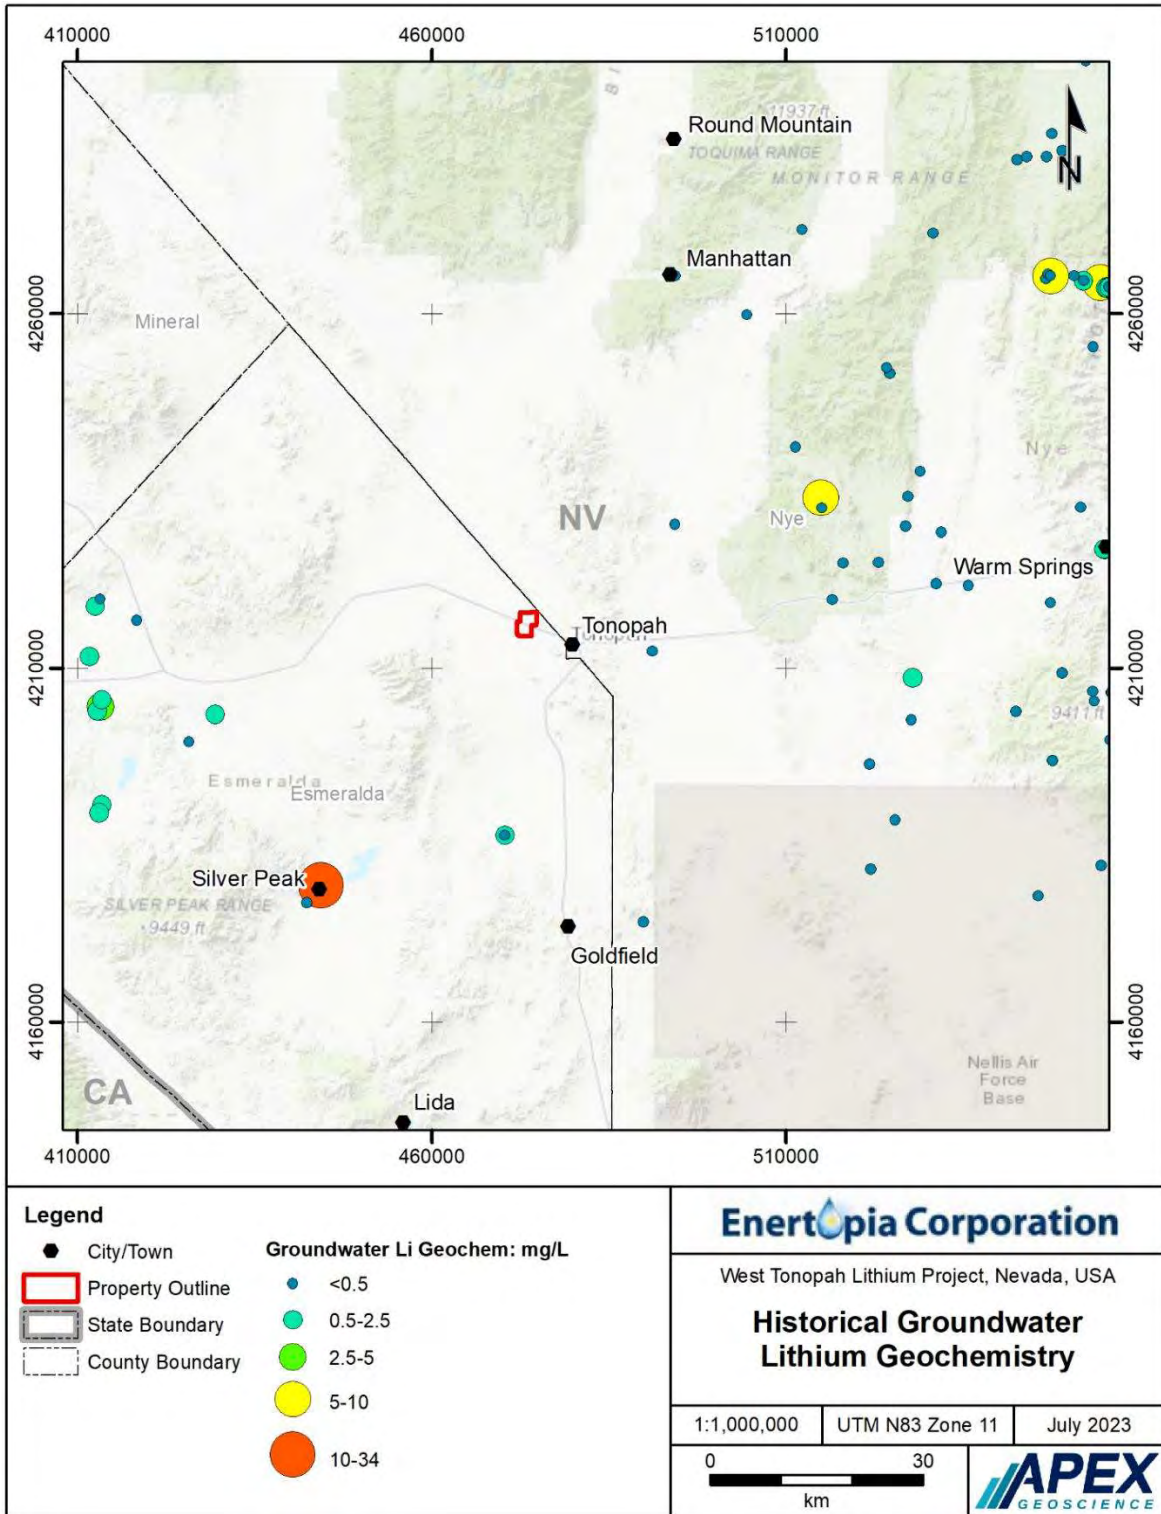 410000
460000
510000
11937 ft
Round Mountain
TOQUIMA RANGE
MONITOR RANGE
N
Manhattan
4260000
Mineral
4260000
Nye
NV
Nye
Warm Springs
Tonopah
Tonopah
4210000
4210000
9411 ft
Esmeralda
Esmeralda
Silver Peak
SILVER PEAK RANGE
9449 ft
Goldfield
4160000
4160000
Nellis Air
Force
Base
CA
Lida
410000
460000
510000
Legend
City/Town
Property Outline
State Boundary
County Boundary
Groundwater Li Geochem: mg/L
<0.5
0.5-2.5
2.5-5
5-10
10-34
Enertopia Corporation
West Tonopah Lithium Project, Nevada, USA
Historical Groundwater
Lithium Geochemistry
1:1,000,000
UTM N83 Zone 11
July 2023
0
30
km
APEX
GEOSCIENCE